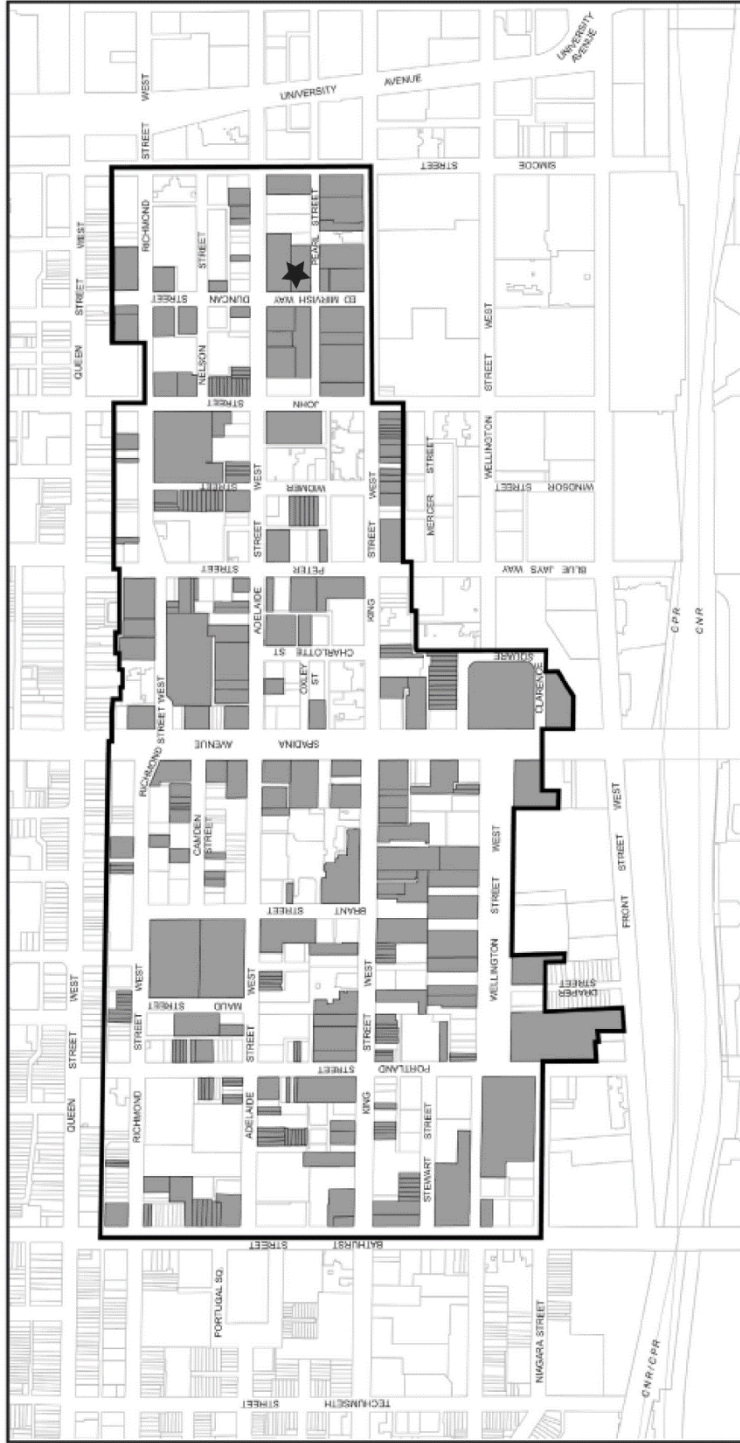 UNIVERSITY
AVENUE
UNIVERSITY
AVENUE
WEST
STREET
SIMCOE
STREET
WEST
STREET
QUEEN
RICHMOND
STREET
NELSON
DUNCAN
STREET
PEARL
STREET
ED MIRVISH WAY
JOHN
STREET
WEST
STREET
WELLINGTON
WIDMER
STREET
WEST
STREET
ADELAIDE
WEST
STREET
KING
MERCER
STREET
WINDSOR
STREET
PETER
STREET
BLUE JAYS WAY
CPR
CNR
CHARLOTTE
ST
OXLEY
ST
CLARENCE
SQUARE
SPADINA
AVENUE
RICHMOND STREET WEST
CAMDEN
STREET
BRANT
STREET
WEST
STREET
WELLINGTON
WEST
STREET
FRONT
DRAPER
STREET
MAUD
STREET
WEST
STREET
QUEEN
WEST
STREET
RICHMOND
WEST
STREET
ADELAIDE
WEST
STREET
KING
PORTLAND
STREET
STREET
STEWART
BATHURST
STREET
PORTUGAL SQ.
NIAGARA STREET
TECHUMSETH
STREET
CNR/CPR